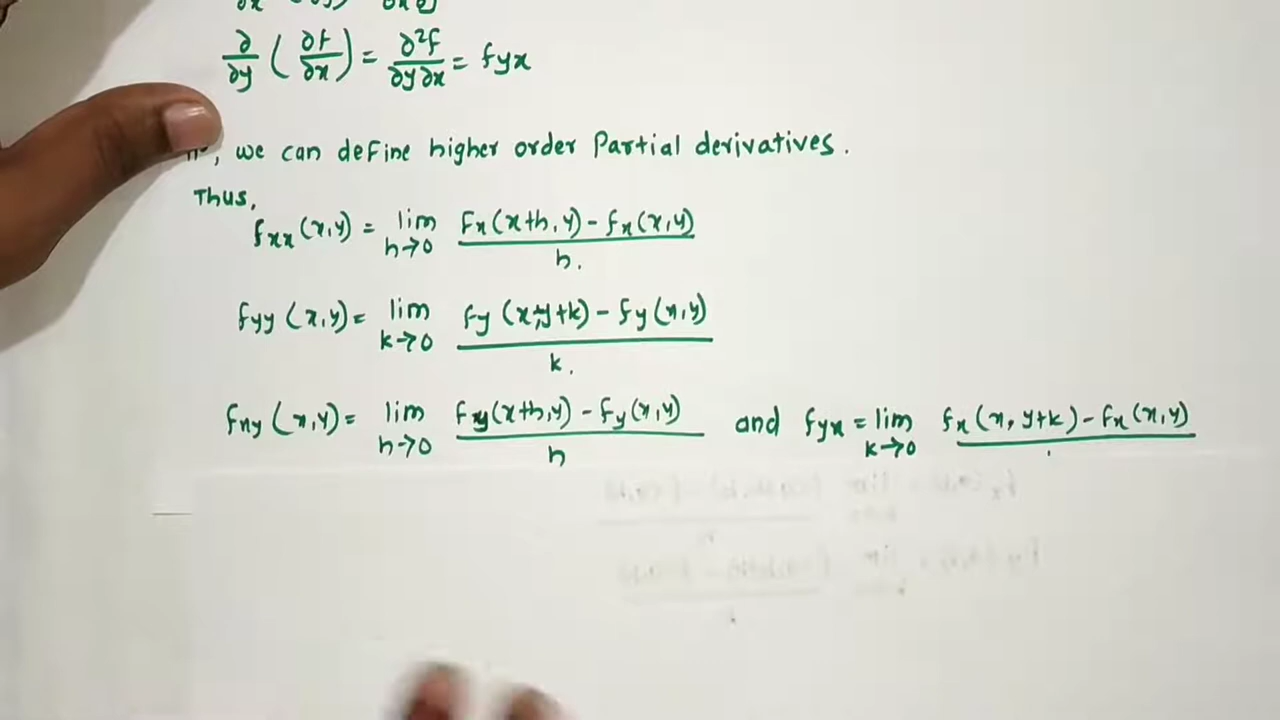 ∂/∂y (∂f/∂x) = ∂²f/∂y∂x = fyx
we can define higher order Partial derivatives.
Thus,
fxx (x,y) = lim h→0 fx(x+h,y) - fx(x,y) / h.
fyy (x,y) = lim k→0 fy(x,y+k) - fy(x,y) / k.
fxy (x,y) = lim h→0 fy(x+h,y) - fy(x,y) / h and fyx = lim k→0 fx(x, y+k) - fx(x,y)